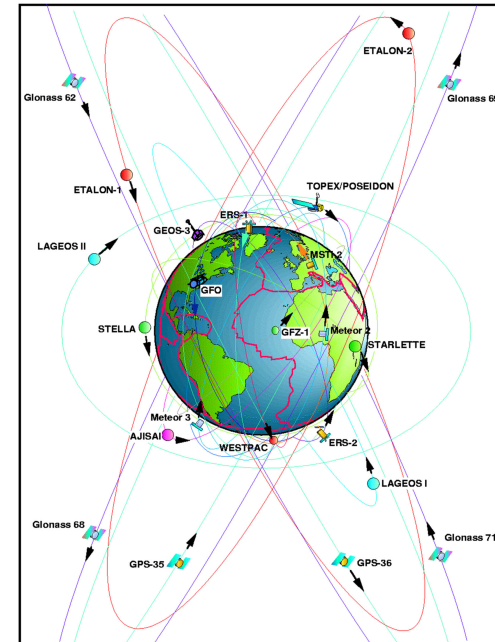 ETALON-2
Glonass 62
Glonass 65
ETALON-1
TOPEX/POSEIDON
ERS-1
GEOS-3
LAGEOS II
MSTI-2
GFO
STELLA
GFZ-1
Meteor 2
STARLETTE
Meteor 3
AJISAI
WESTPAC
ERS-2
LAGEOS I
Glonass 68
Glonass 71
GPS-35
GPS-36